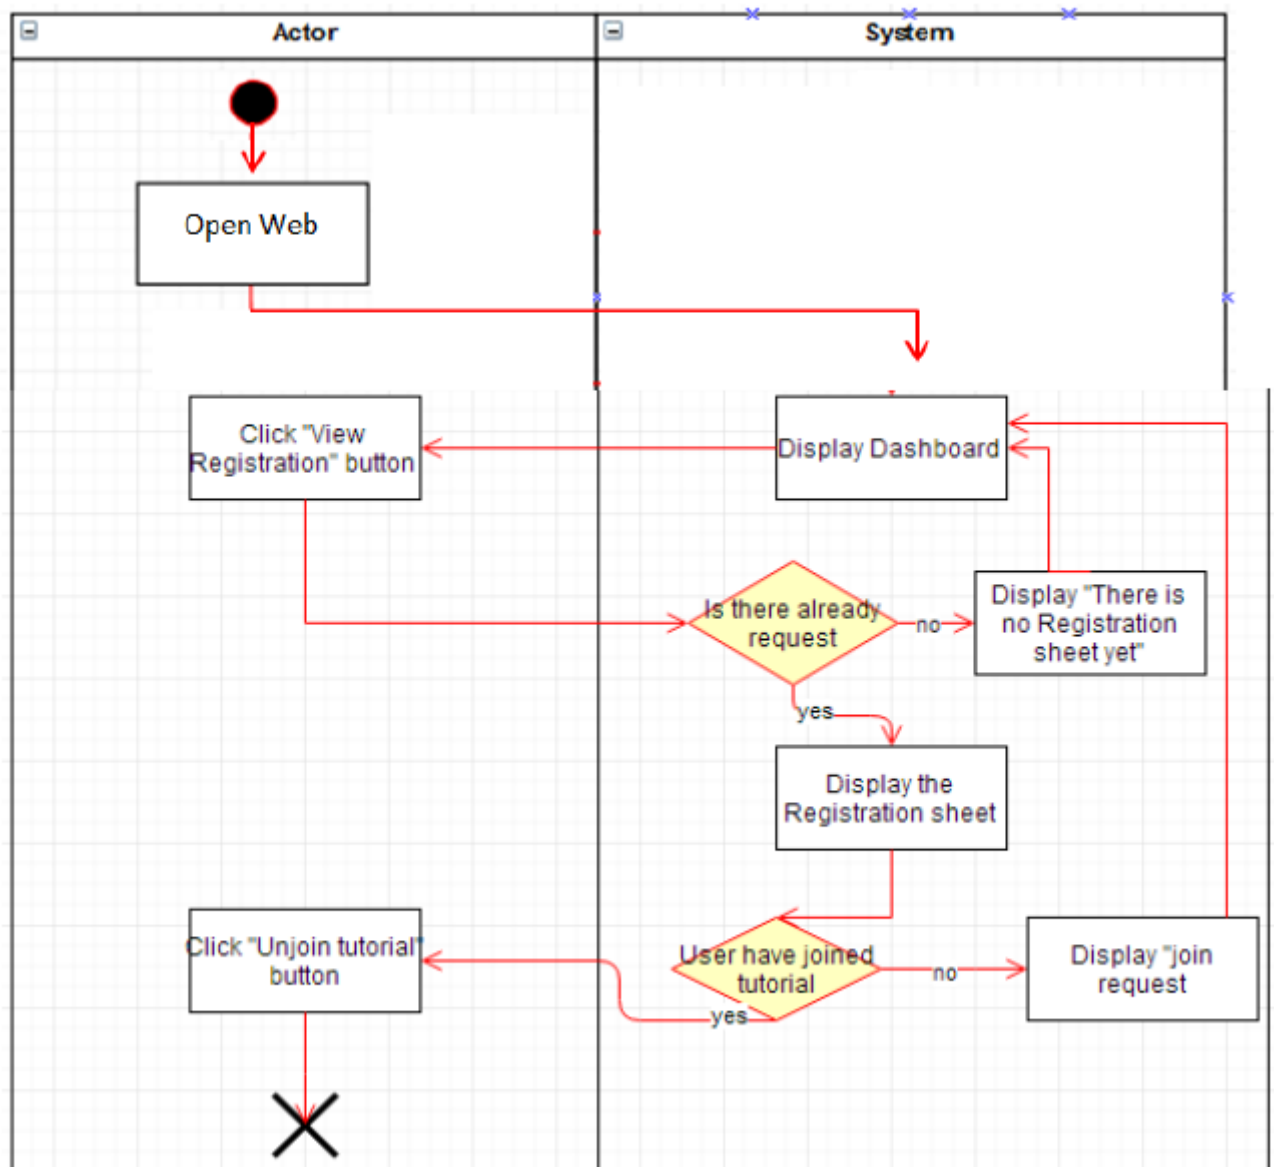 Actor
System
Open Web
Click "View
Registration" button
Display Dashboard
Is there already
request
no
Display "There is
no Registration
sheet yet"
yes
Display the
Registration sheet
Click "Unjoin tutorial"
button
User have joined
tutorial
no
Display "join
request
yes